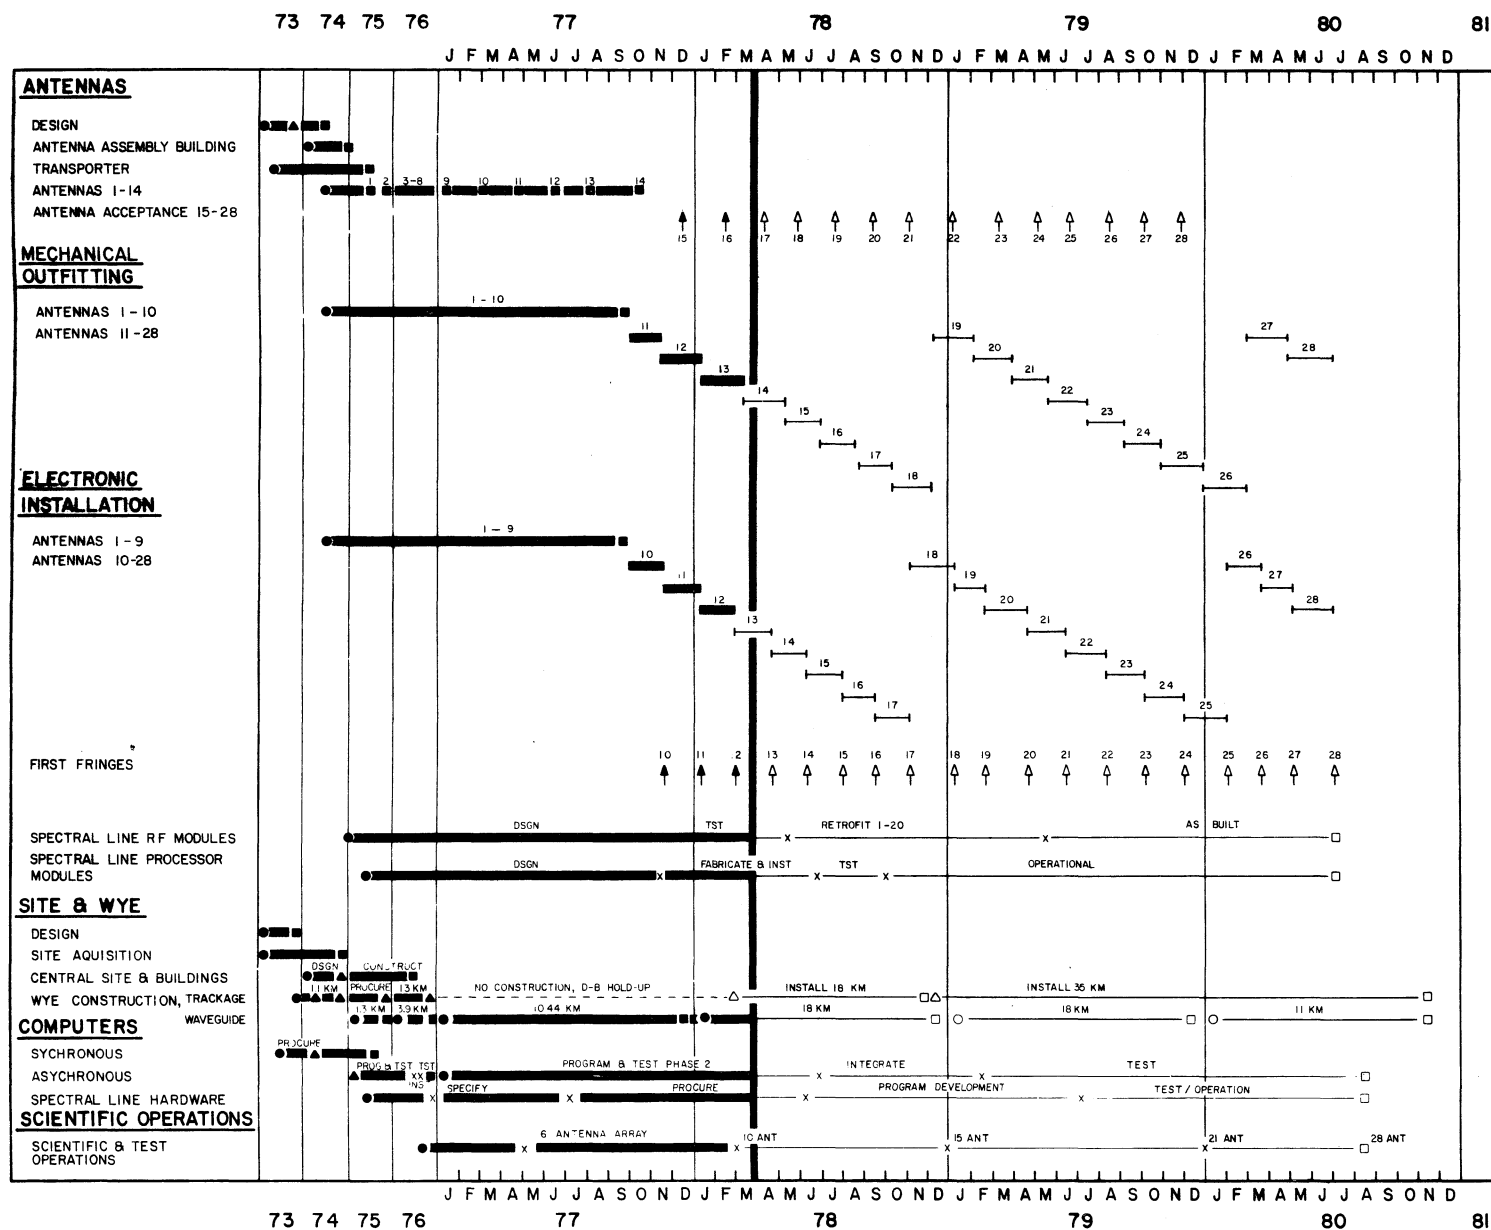 73 74 75 76 77 78 79 80 81
J F M A M J J A S O N D J F M A M J J A S O N D J F M A M J J A S O N D J F M A M J J A S O N D
ANTENNAS
DESIGN
ANTENNA ASSEMBLY BUILDING
TRANSPORTER
ANTENNAS 1-14 1 2 3-8 9 10 11 12 13 14
ANTENNA ACCEPTANCE 15-28
15 16 17 18 19 20 21 22 23 24 25 26 27 28
MECHANICAL
OUTFITTING
1-10
ANTENNAS 1-10
ANTENNAS 11-28 11 19 27
12 20 28
13 21
14 22
15 23
16 24
17 25
18 26
ELECTRONIC
INSTALLATION
1-9
ANTENNAS 1-9
ANTENNAS 10-28 10 18 26
11 19 27
12 20 28
13 21
14 22
15 23
16 24
17 25
FIRST FRINGES 10 11 12 13 14 15 16 17 18 19 20 21 22 23 24 25 26 27 28
DSGN TST RETROFIT 1-20 AS BUILT
SPECTRAL LINE RF MODULES x x
SPECTRAL LINE PROCESSOR
DSGN FABRICATE & INST TST OPERATIONAL
MODULES x x x
SITE & WYE
DESIGN
SITE AQUISITION
DSGN CONSTRUCT
CENTRAL SITE & BUILDINGS
1.1 KM PROCURE 1.3 KM NO CONSTRUCTION, D-B HOLD-UP INSTALL 18 KM INSTALL 35 KM
WYE CONSTRUCTION, TRACKAGE
1.3 KM 3.9 KM 10.44 KM 18 KM 18 KM 11 KM
WAVEGUIDE
COMPUTERS
PROCURE
SYCHRONOUS
PROG & TST TST PROGRAM & TEST PHASE 2 INTEGRATE TEST
ASYCHRONOUS xx x x
INS SPECIFY PROCURE PROGRAM DEVELOPMENT TEST/OPERATION
SPECTRAL LINE HARDWARE x x x x
SCIENTIFIC OPERATIONS
6 ANTENNA ARRAY 10 ANT 15 ANT 21 ANT 28 ANT
SCIENTIFIC & TEST x x x x
OPERATIONS
J F M A M J J A S O N D J F M A M J J A S O N D J F M A M J J A S O N D J F M A M J J A S O N D
73 74 75 76 77 78 79 80 81